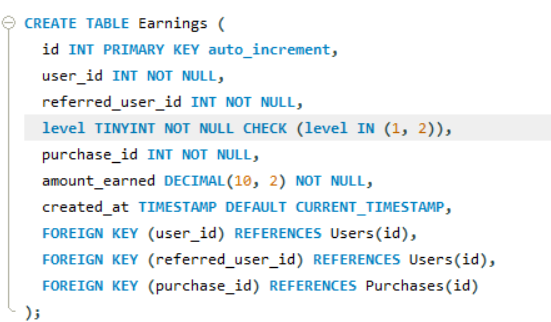 CREATE TABLE Earnings (
id INT PRIMARY KEY auto_increment,
user_id INT NOT NULL,
referred_user_id INT NOT NULL,
level TINYINT NOT NULL CHECK (level IN (1, 2)),
purchase_id INT NOT NULL,
amount_earned DECIMAL(10, 2) NOT NULL,
created_at TIMESTAMP DEFAULT CURRENT_TIMESTAMP,
FOREIGN KEY (user_id) REFERENCES Users(id),
FOREIGN KEY (referred_user_id) REFERENCES Users(id),
FOREIGN KEY (purchase_id) REFERENCES Purchases(id)
);